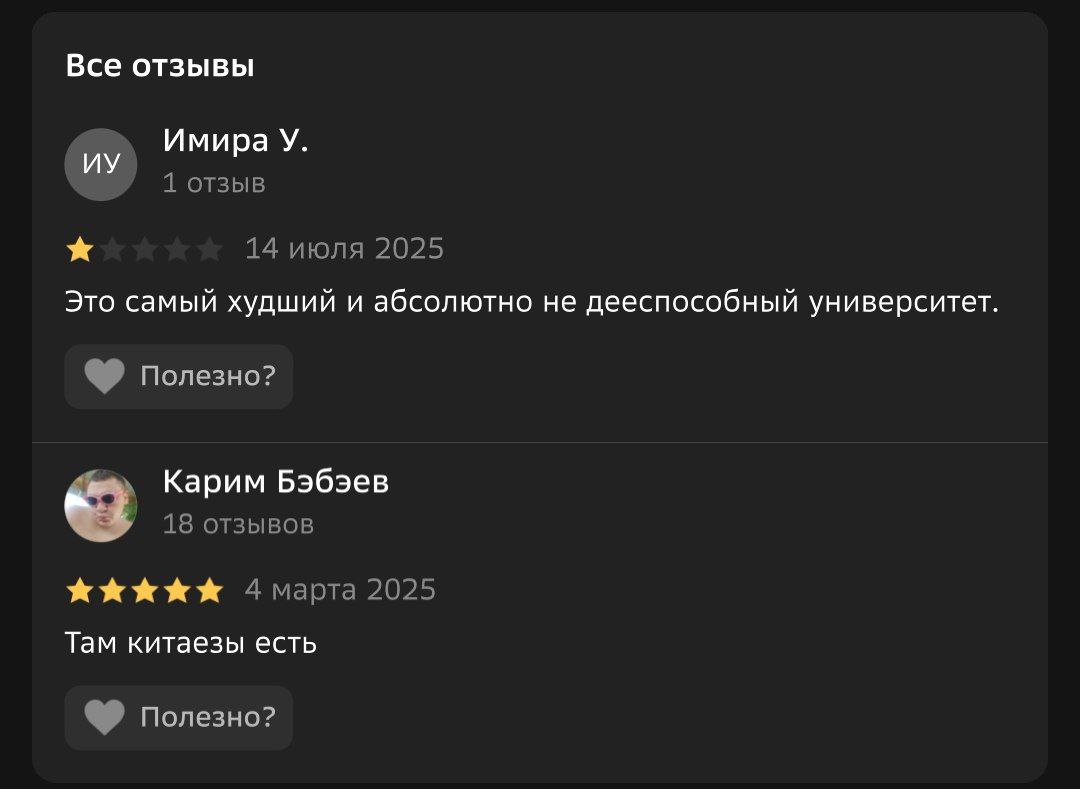 Все отзывы
ИУ
Имира У.
1 отзыв
14 июля 2025
Это самый худший и абсолютно не дееспособный университет.
Полезно?
Карим Бэбэев
18 отзывов
4 марта 2025
Там китаезы есть
Полезно?